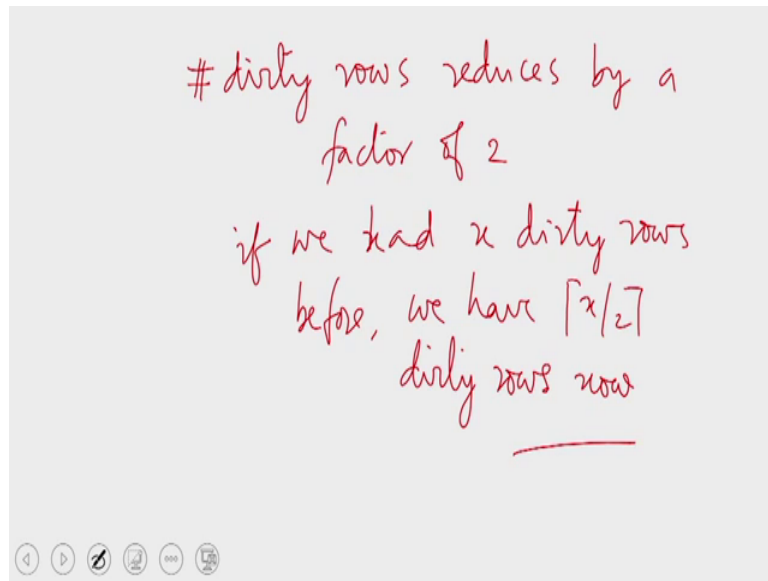 # dirty rows reduces by a
factor of 2
if we had x dirty rows
before, we have ⌈x/2⌉
dirty rows now